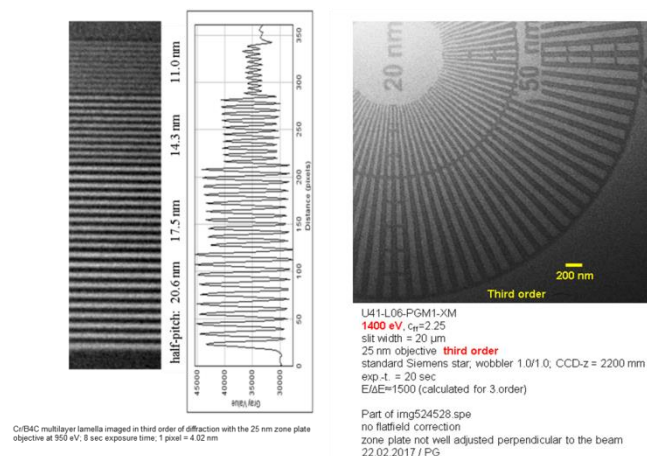 11.0 nm
14.3 nm
17.5 nm
half-pitch: 20.6 nm
45000
40000
35000
30000
0
50
100
150
200
250
300
350
Distance (pixels)
Cr/B4C multilayer lamella imaged in third order of diffraction with the 25 nm zone plate
objective at 950 eV; 8 sec exposure time; 1 pixel = 4.02 nm
20 nm
50 nm
200 nm
Third order
U41-L06-PGM1-XM
1400 eV, cff=2.25
slit width = 20 µm
25 nm objective third order
standard Siemens star, wobbler 1.0/1.0; CCD-z = 2200 mm
exp.-t. = 20 sec
E/ΔE≈1500 (calculated for 3.order)
Part of img524528.spe
no flatfield correction
zone plate not well adjusted perpendicular to the beam
22.02.2017 / PG